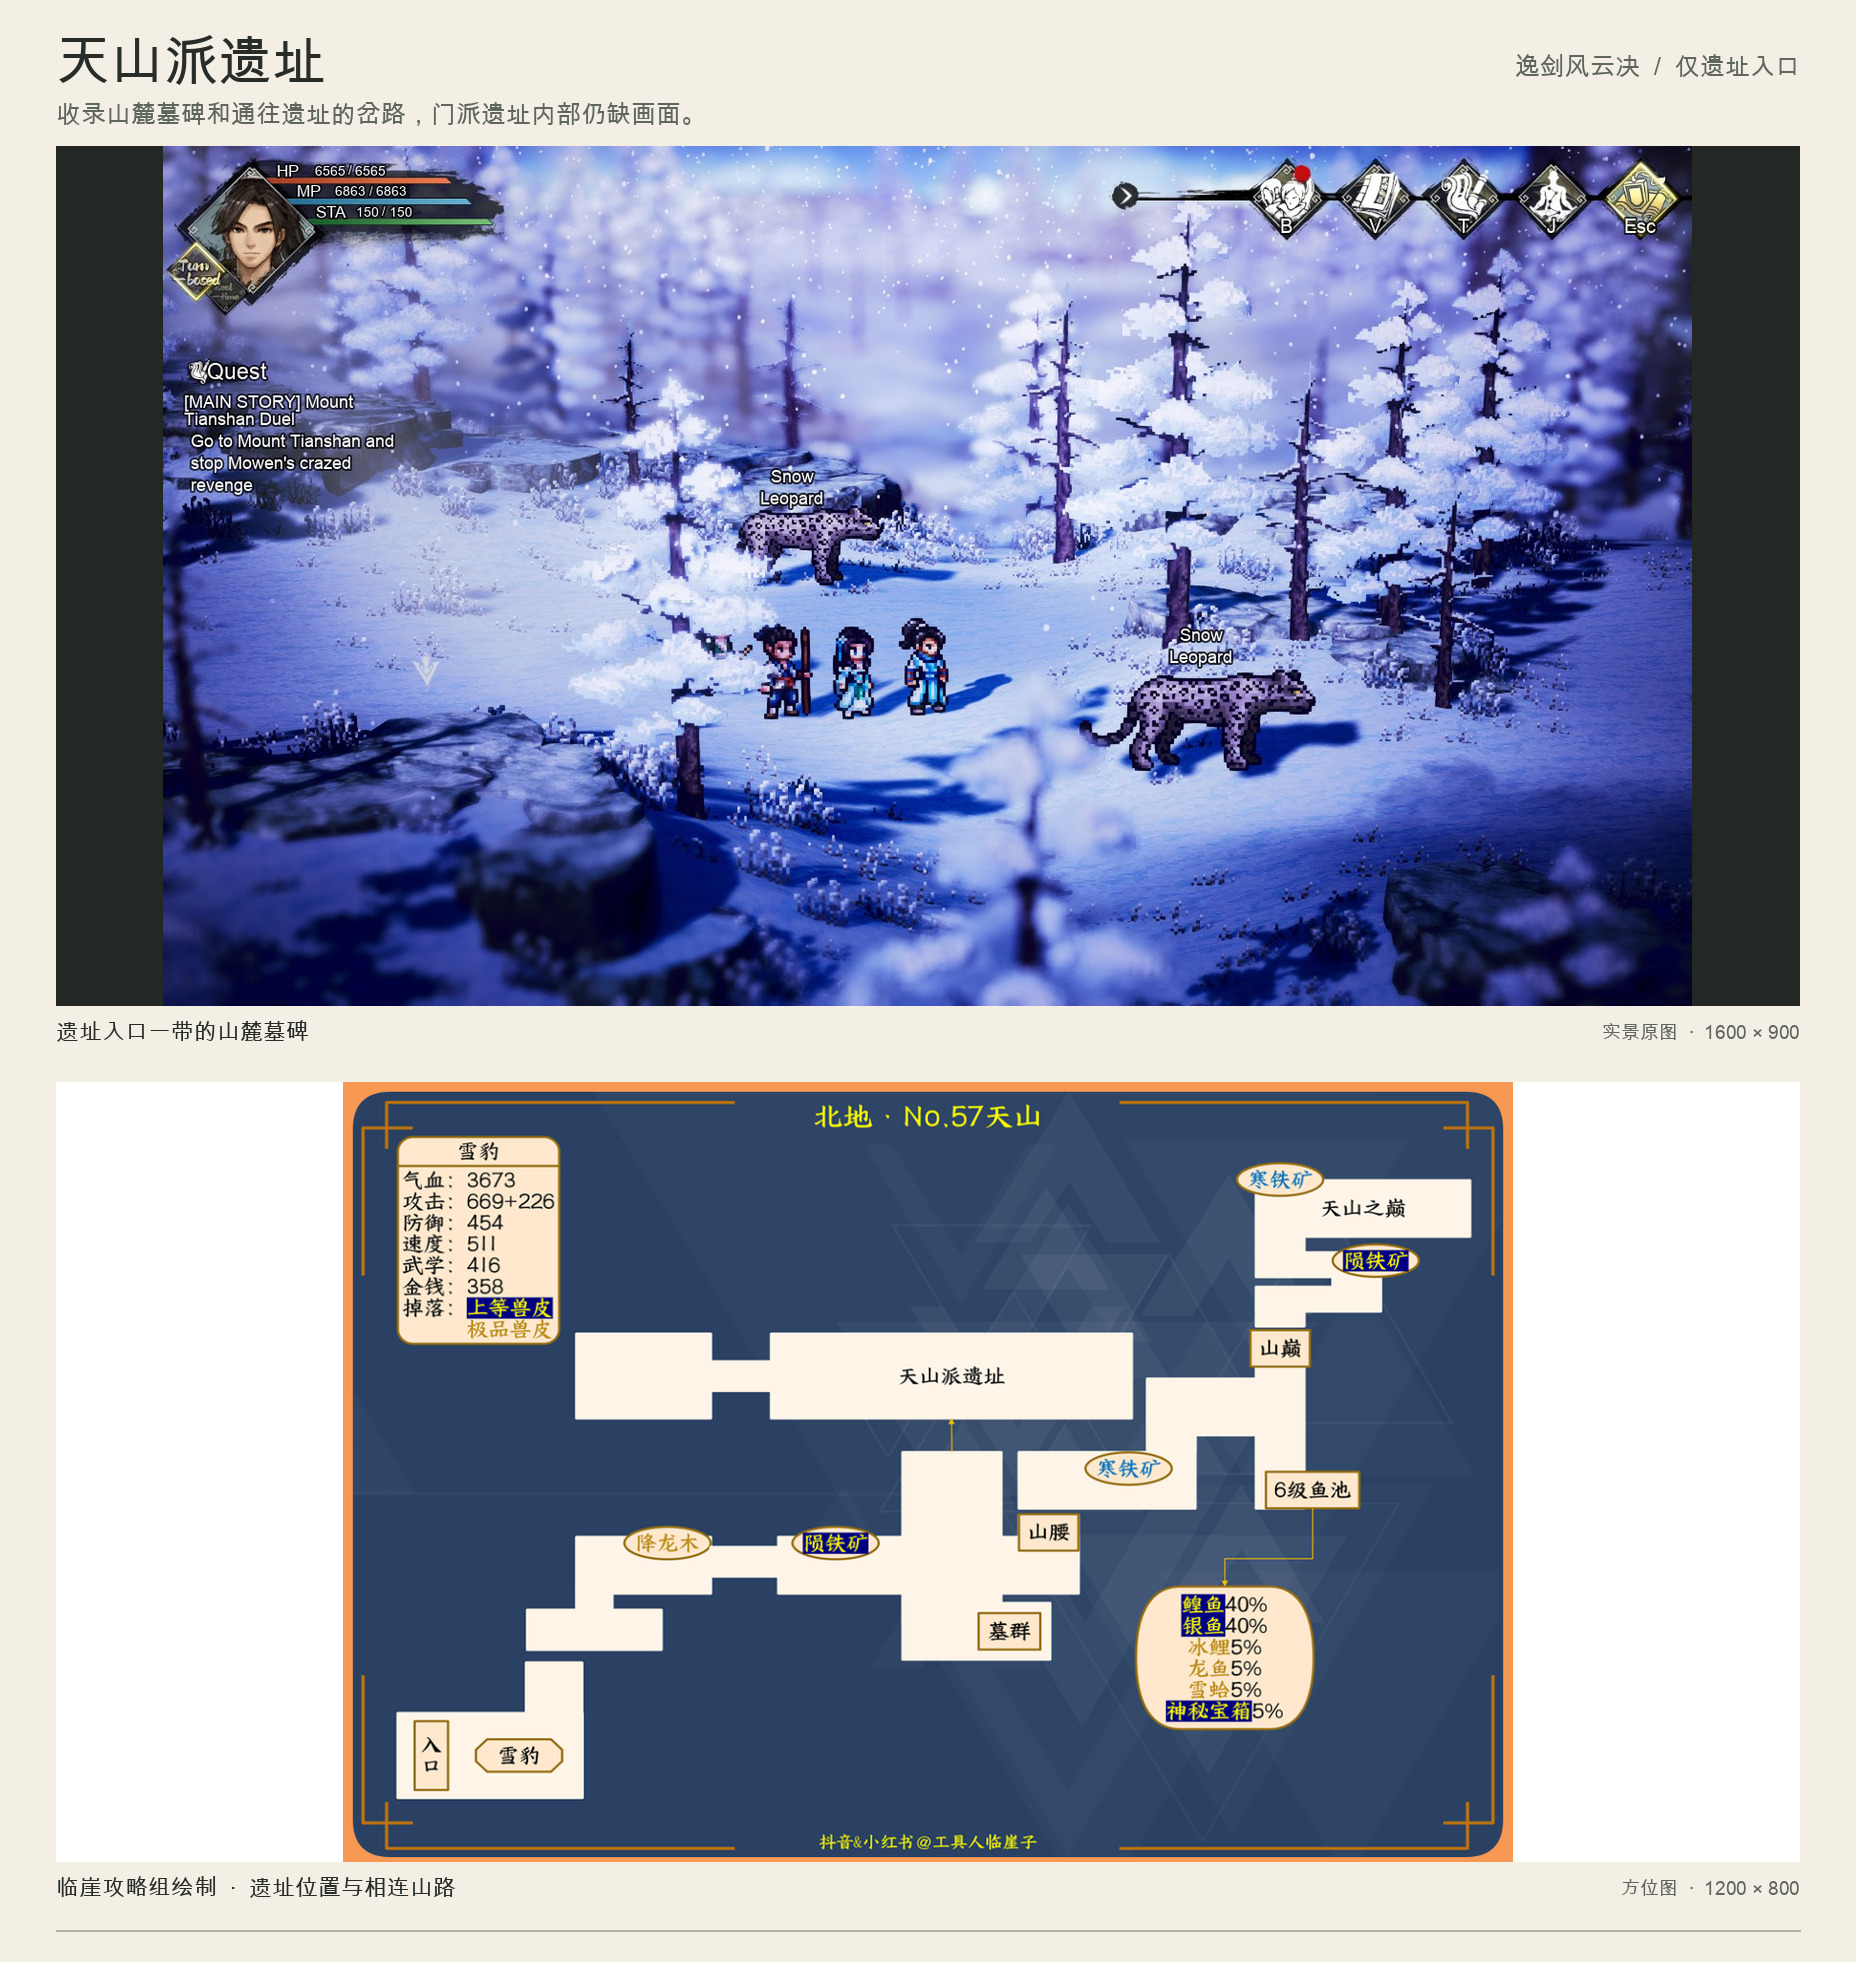 天山派遗址
逸剑风云决 / 仅遗址入口
收录山麓墓碑和通往遗址的岔路，门派遗址内部仍缺画面。
HP 6565/6565
MP 6863/6863
STA 150/150
Turn
based
B
V
T
J
Esc
Quest
[MAIN STORY] Mount
Tianshan Duel
Go to Mount Tianshan and
stop Mowen's crazed
revenge
Snow
Leopard
Snow
Leopard
遗址入口一带的山麓墓碑
实景原图 · 1600 × 900
北地 · No.57天山
雪豹
气血： 3673
攻击： 669+226
防御： 454
速度： 511
武学： 416
金钱： 358
掉落： 上等兽皮
极品兽皮
寒铁矿
天山之巅
陨铁矿
山巅
天山派遗址
寒铁矿
6级鱼池
山腰
降龙木
陨铁矿
墓群
鳇鱼40%
银鱼40%
冰鲤5%
龙鱼5%
雪蛤5%
神秘宝箱5%
入口
雪豹
抖音&小红书@工具人临崖子
临崖攻略组绘制 · 遗址位置与相连山路
方位图 · 1200 × 800